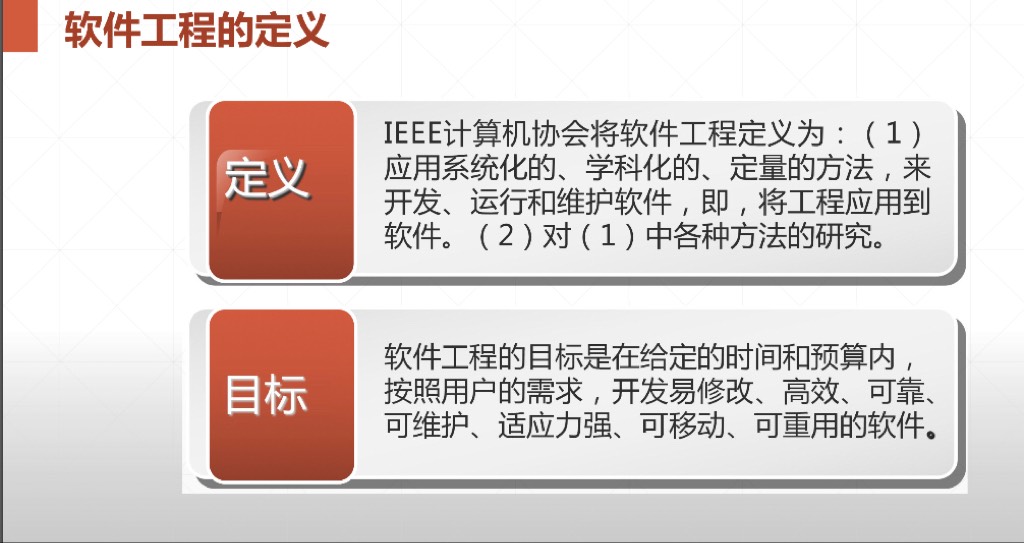 软件工程的定义
定义
IEEE计算机协会将软件工程定义为：（1）
应用系统化的、学科化的、定量的方法，来
开发、运行和维护软件，即，将工程应用到
软件。（2）对（1）中各种方法的研究。
目标
软件工程的目标是在给定的时间和预算内，
按照用户的需求，开发易修改、高效、可靠、
可维护、适应力强、可移动、可重用的软件。